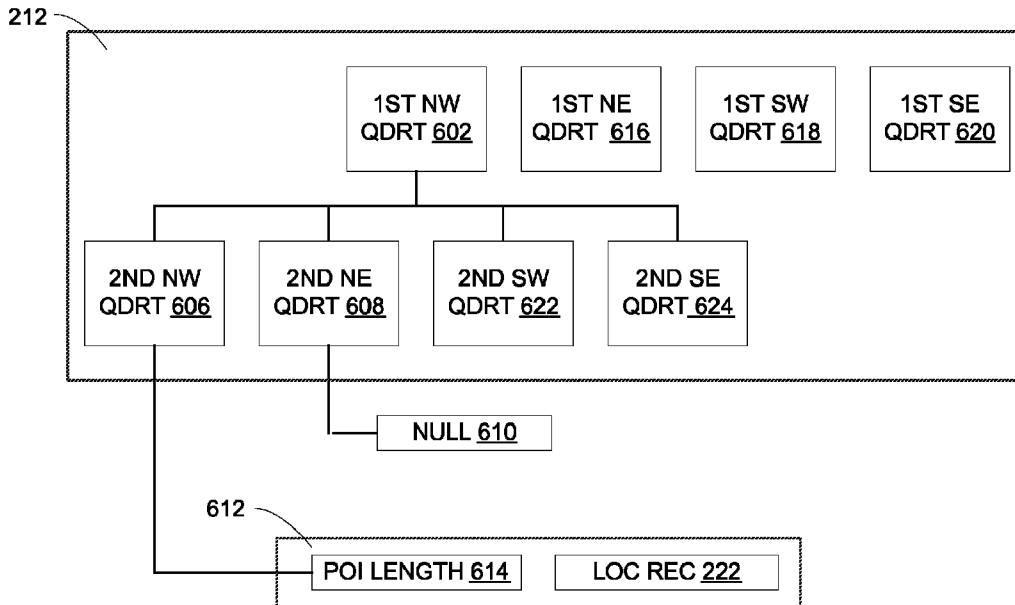 212
1ST NW
QDRT 602
1ST NE
QDRT 616
1ST SW
QDRT 618
1ST SE
QDRT 620
2ND NW
QDRT 606
2ND NE
QDRT 608
2ND SW
QDRT 622
2ND SE
QDRT 624
NULL 610
612
POI LENGTH 614
LOC REC 222